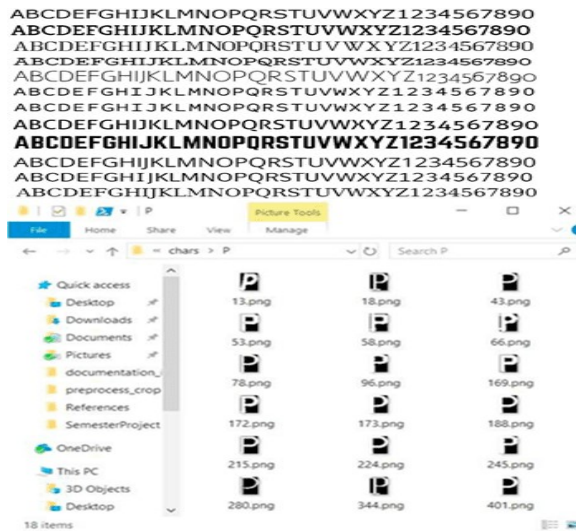 ABCDEFGHIJKLMNOPQRSTUVWXYZ1234567890
ABCDEFGHIJKLMNOPQRSTUVWXYZ1234567890
ABCDEFGHIJKLMNOPQRSTUVWXYZ1234567890
ABCDEFGHIJKLMNOPQRSTUVWXYZ1234567890
ABCDEFGHIJKLMNOPQRSTUVWXYZ1234567890
ABCDEFGHIJKLMNOPQRSTUVWXYZ1234567890
ABCDEFGHIJKLMNOPQRSTUVWXYZ1234567890
ABCDEFGHIJKLMNOPQRSTUVWXYZ1234567890
ABCDEFGHIJKLMNOPQRSTUVWXYZ1234567890
ABCDEFGHIJKLMNOPQRSTUVWXYZ1234567890
ABCDEFGHIJKLMNOPQRSTUVWXYZ1234567890
ABCDEFGHIJKLMNOPQRSTUVWXYZ1234567890
P Picture Tools
File Home Share View Manage
« chars > P Search P
Quick access
Desktop
Downloads
Documents
Pictures
documentation_i
preprocess_crop
References
SemesterProject
OneDrive
This PC
3D Objects
Desktop
P P P
13.png 18.png 43.png
P P P
53.png 58.png 66.png
P P P
78.png 96.png 169.png
P P P
172.png 173.png 188.png
P P P
215.png 224.png 245.png
P P P
280.png 344.png 401.png
18 items